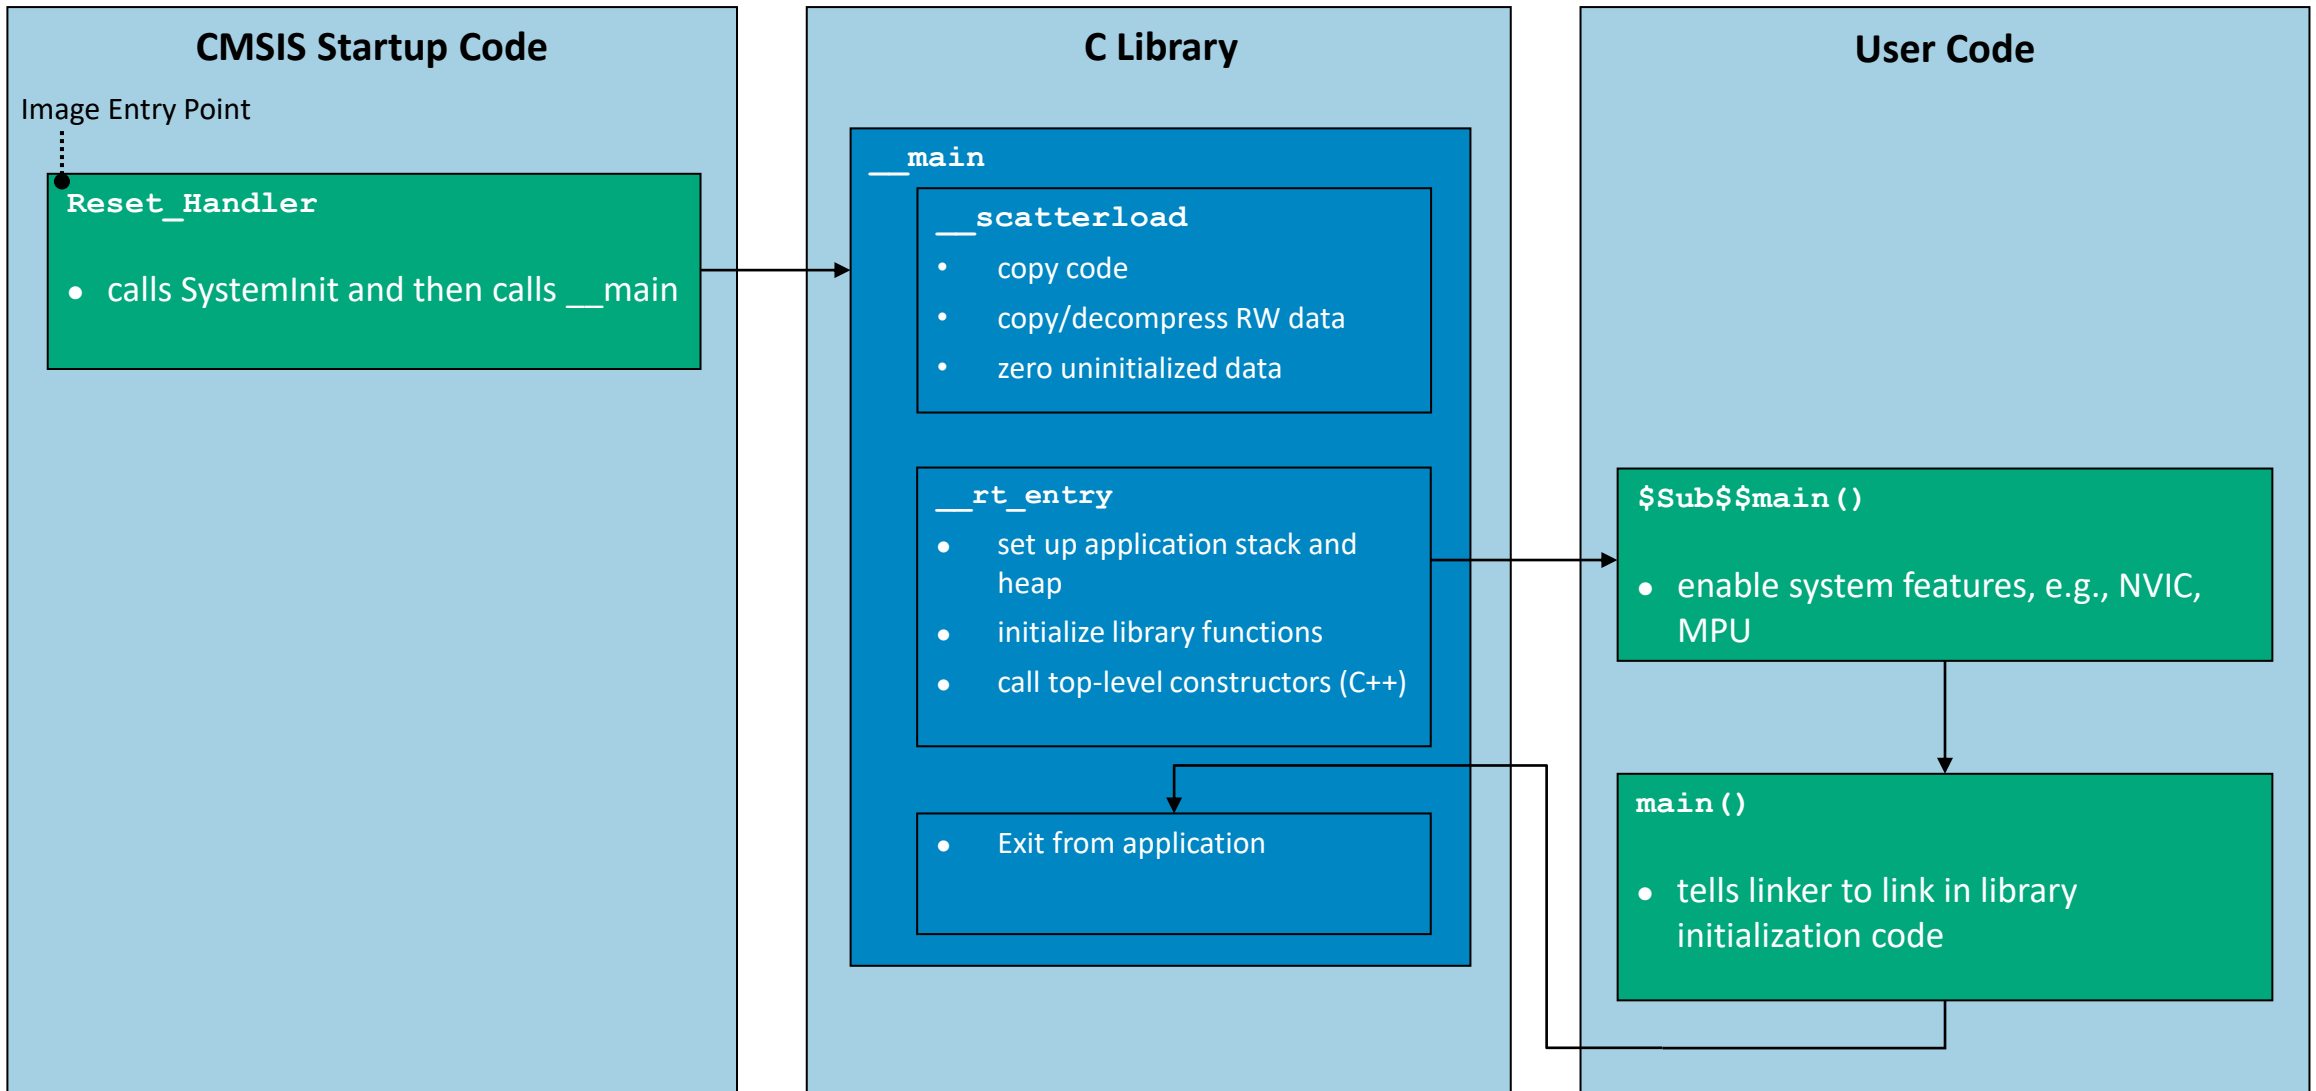 CMSIS Startup Code
Image Entry Point
Reset_Handler
● calls SystemInit and then calls __main
C Library
__main
__scatterload
• copy code
• copy/decompress RW data
• zero uninitialized data
__rt_entry
● set up application stack and
heap
● initialize library functions
● call top-level constructors (C++)
● Exit from application
User Code
$Sub$$main()
● enable system features, e.g., NVIC,
MPU
main()
● tells linker to link in library
initialization code